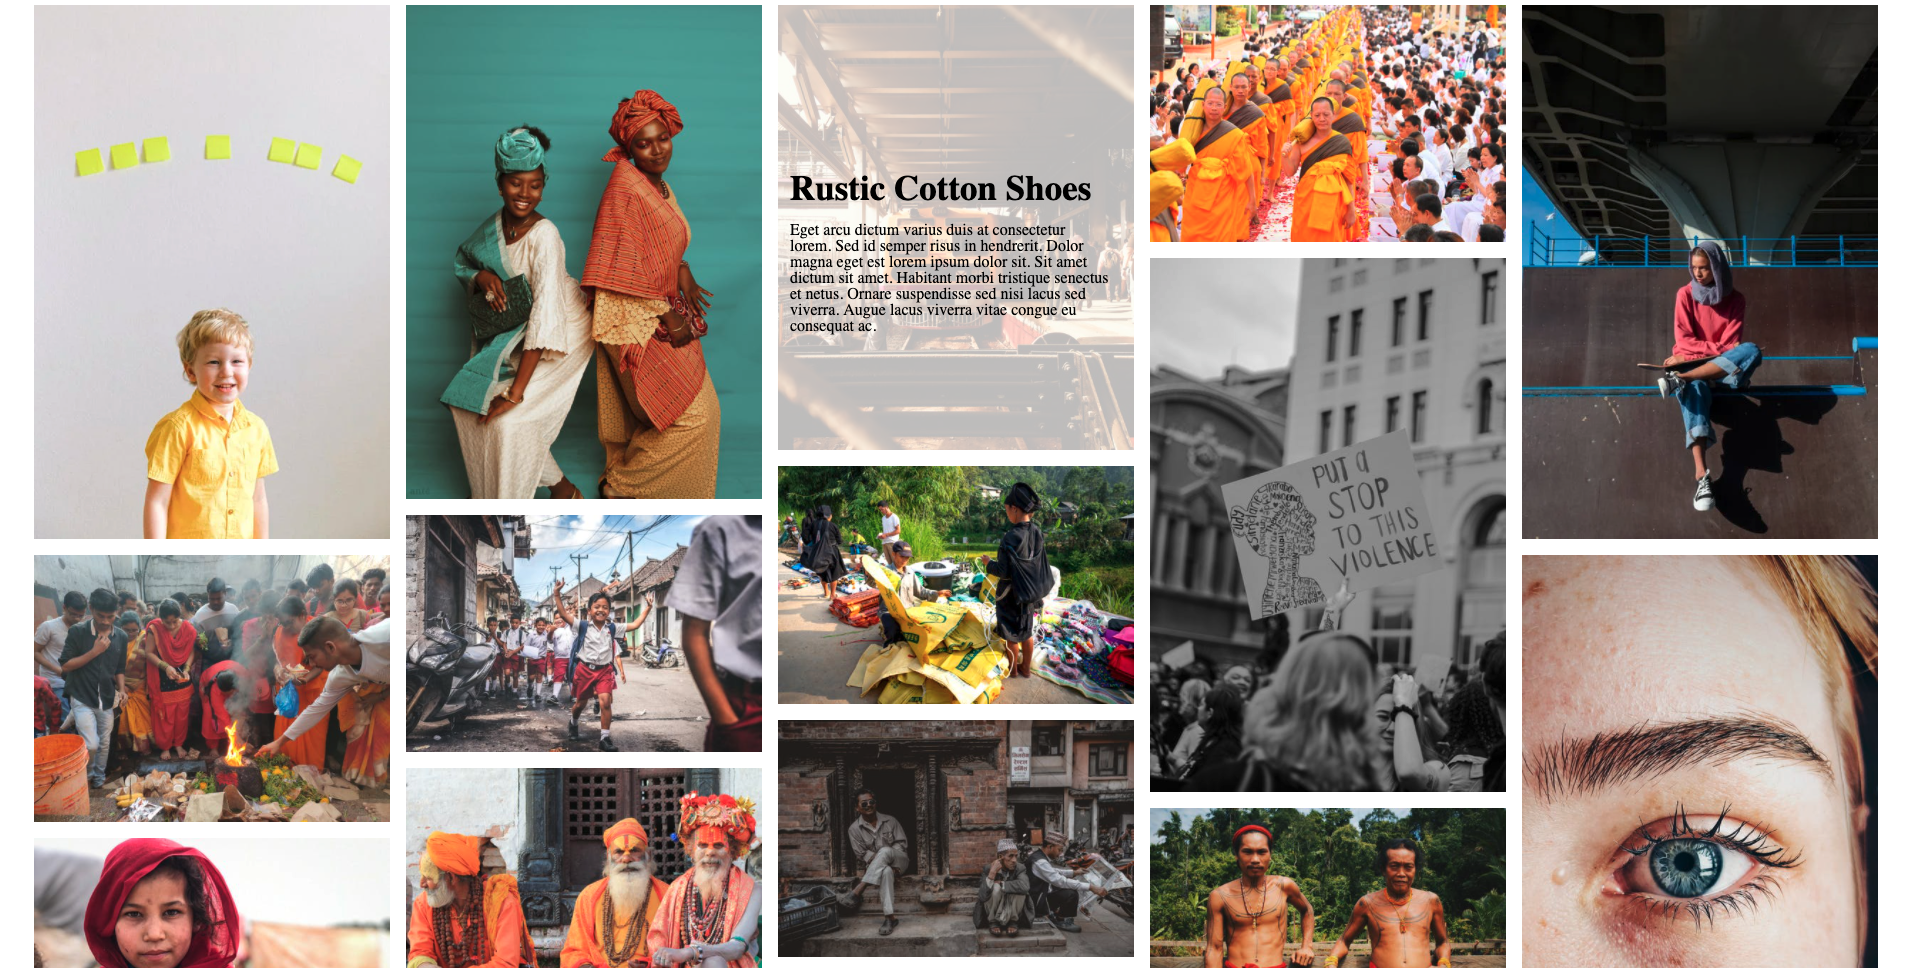 Rustic Cotton Shoes
Eget arcu dictum varius duis at consectetur
lorem. Sed id semper risus in hendrerit. Dolor
magna eget est lorem ipsum dolor sit. Sit amet
dictum sit amet. Habitant morbi tristique senectus
et netus. Ornare suspendisse sed nisi lacus sed
viverra. Augue lacus viverra vitae congue eu
consequat ac.
PUT a
STOP
TO THIS
VIOLENCE